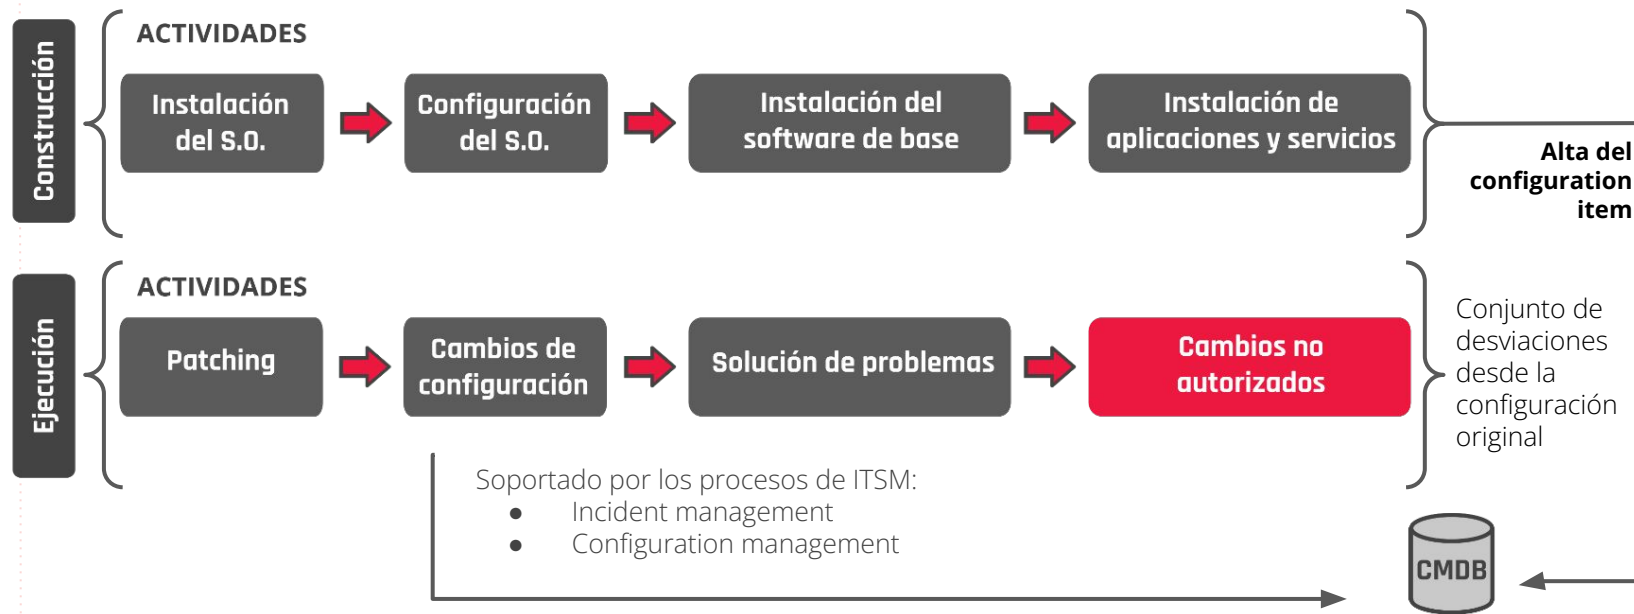 Construcción
ACTIVIDADES
Instalación
del S.O.
Configuración
del S.O.
Instalación del
software de base
Instalación de
aplicaciones y servicios
Alta del
configuration
item
Ejecución
ACTIVIDADES
Patching
Cambios de
configuración
Solución de problemas
Cambios no
autorizados
Conjunto de
desviaciones
desde la
configuración
original
Soportado por los procesos de ITSM:
● Incident management
● Configuration management
CMDB